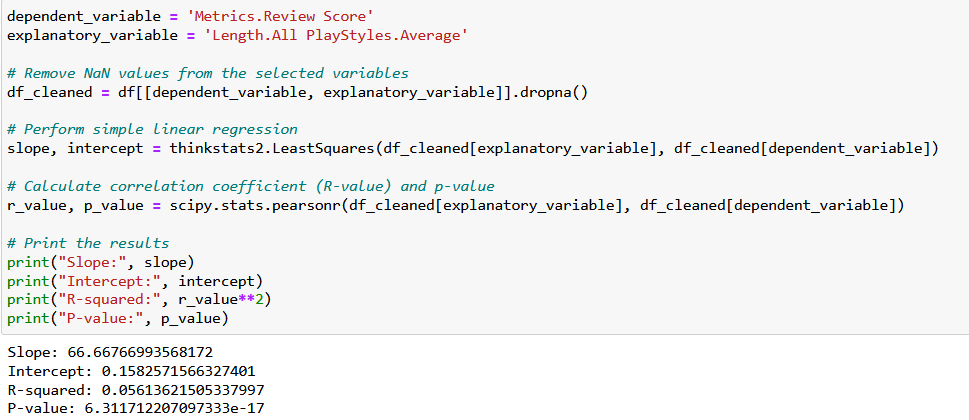 dependent_variable = 'Metrics.Review Score'
explanatory_variable = 'Length.All PlayStyles.Average'
# Remove NaN values from the selected variables
df_cleaned = df[[dependent_variable, explanatory_variable]].dropna()
# Perform simple linear regression
slope, intercept = thinkstats2.LeastSquares(df_cleaned[explanatory_variable], df_cleaned[dependent_variable])
# Calculate correlation coefficient (R-value) and p-value
r_value, p_value = scipy.stats.pearsonr(df_cleaned[explanatory_variable], df_cleaned[dependent_variable])
# Print the results
print("Slope:", slope)
print("Intercept:", intercept)
print("R-squared:", r_value**2)
print("P-value:", p_value)
Slope: 66.66766993568172
Intercept: 0.1582571566327401
R-squared: 0.05613621505337997
P-value: 6.311712207097333e-17